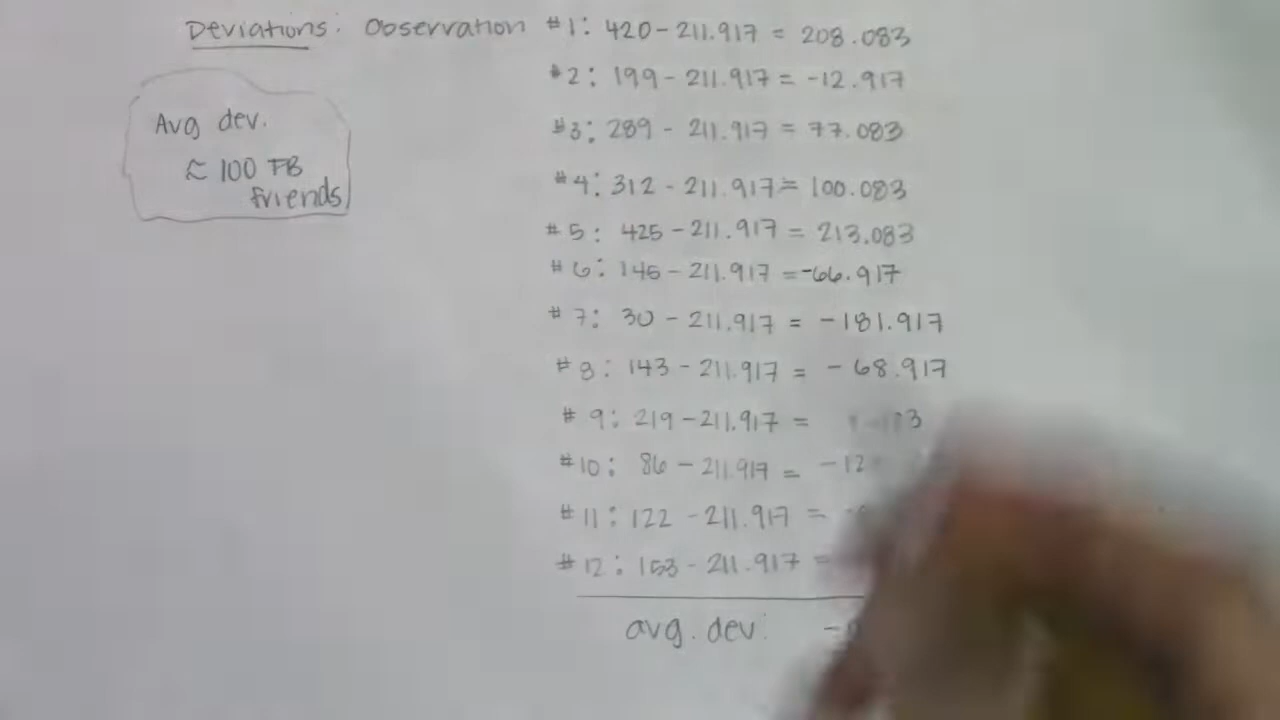 Deviations: Observation #1: 420 - 211.917 = 208.083
#2: 199 - 211.917 = -12.917
Avg dev.
≈ 100 FB
friends
#3: 289 - 211.917 = 77.083
#4: 312 - 211.917 = 100.083
#5: 425 - 211.917 = 213.083
#6: 145 - 211.917 = -66.917
#7: 30 - 211.917 = -181.917
#8: 143 - 211.917 = -68.917
#9: 219 - 211.917 =
#10: 86 - 211.917 =
#11: 122 - 211.917 =
#12: 153 - 211.917 =
avg. dev: